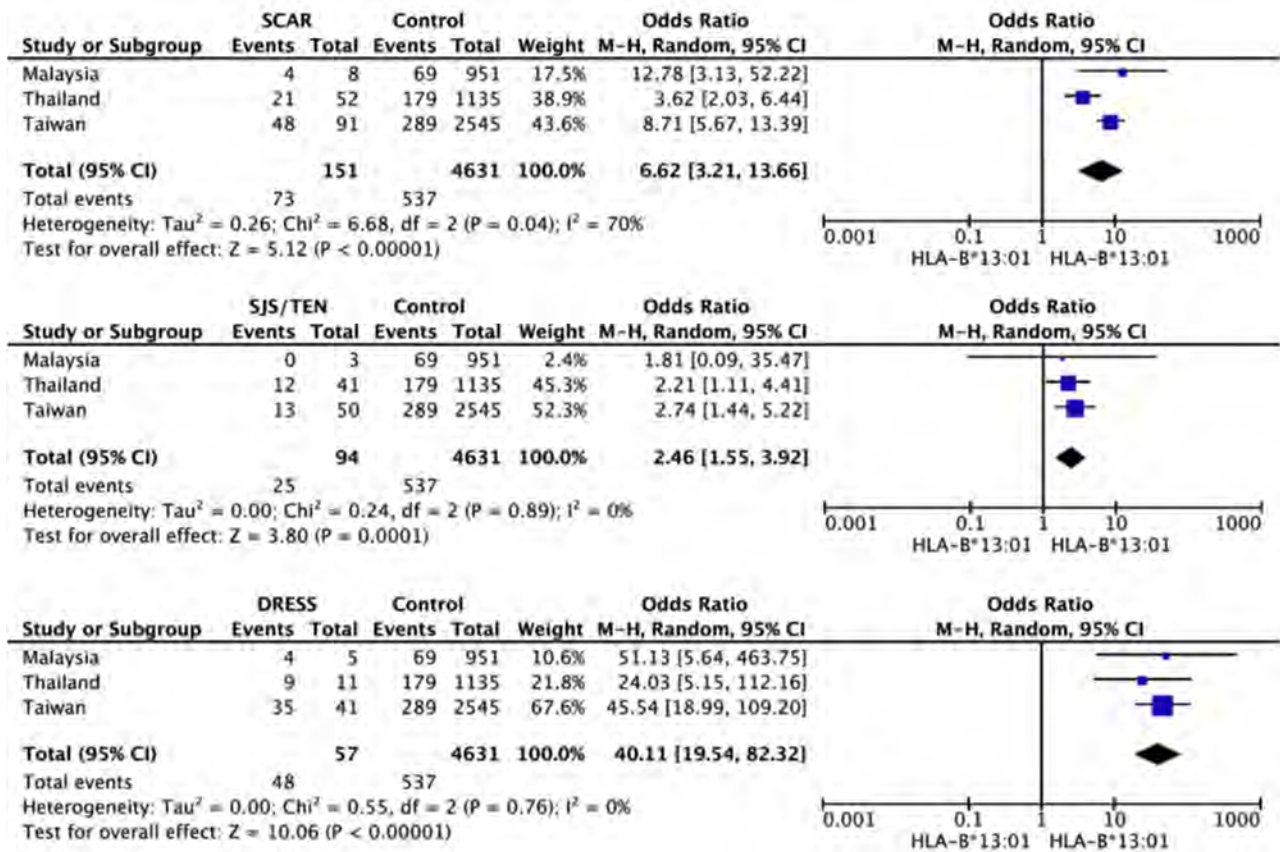 SCAR Control Odds Ratio Odds Ratio
Study or Subgroup Events Total Events Total Weight M-H, Random, 95% CI M-H, Random, 95% CI
Malaysia 4 8 69 951 17.5% 12.78 [3.13, 52.22]
Thailand 21 52 179 1135 38.9% 3.62 [2.03, 6.44]
Taiwan 48 91 289 2545 43.6% 8.71 [5.67, 13.39]
Total (95% CI) 151 4631 100.0% 6.62 [3.21, 13.66]
Total events 73 537
Heterogeneity: Tau² = 0.26; Chi² = 6.68, df = 2 (P = 0.04); I² = 70%
Test for overall effect: Z = 5.12 (P < 0.00001)
0.001 0.1 1 10 1000
HLA-B*13:01 HLA-B*13:01
SJS/TEN Control Odds Ratio Odds Ratio
Study or Subgroup Events Total Events Total Weight M-H, Random, 95% CI M-H, Random, 95% CI
Malaysia 0 3 69 951 2.4% 1.81 [0.09, 35.47]
Thailand 12 41 179 1135 45.3% 2.21 [1.11, 4.41]
Taiwan 13 50 289 2545 52.3% 2.74 [1.44, 5.22]
Total (95% CI) 94 4631 100.0% 2.46 [1.55, 3.92]
Total events 25 537
Heterogeneity: Tau² = 0.00; Chi² = 0.24, df = 2 (P = 0.89); I² = 0%
Test for overall effect: Z = 3.80 (P = 0.0001)
0.001 0.1 1 10 1000
HLA-B*13:01 HLA-B*13:01
DRESS Control Odds Ratio Odds Ratio
Study or Subgroup Events Total Events Total Weight M-H, Random, 95% CI M-H, Random, 95% CI
Malaysia 4 5 69 951 10.6% 51.13 [5.64, 463.75]
Thailand 9 11 179 1135 21.8% 24.03 [5.15, 112.16]
Taiwan 35 41 289 2545 67.6% 45.54 [18.99, 109.20]
Total (95% CI) 57 4631 100.0% 40.11 [19.54, 82.32]
Total events 48 537
Heterogeneity: Tau² = 0.00; Chi² = 0.55, df = 2 (P = 0.76); I² = 0%
Test for overall effect: Z = 10.06 (P < 0.00001)
0.001 0.1 1 10 1000
HLA-B*13:01 HLA-B*13:01